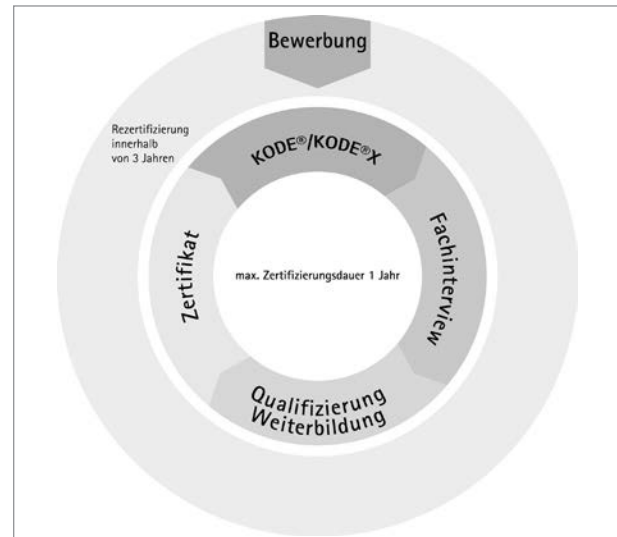 Bewerbung
Rezertifizierung
innerhalb
von 3 Jahren
KODE®/KODE®X
Fachinterview
Qualifizierung
Weiterbildung
Zertifikat
max. Zertifizierungsdauer 1 Jahr